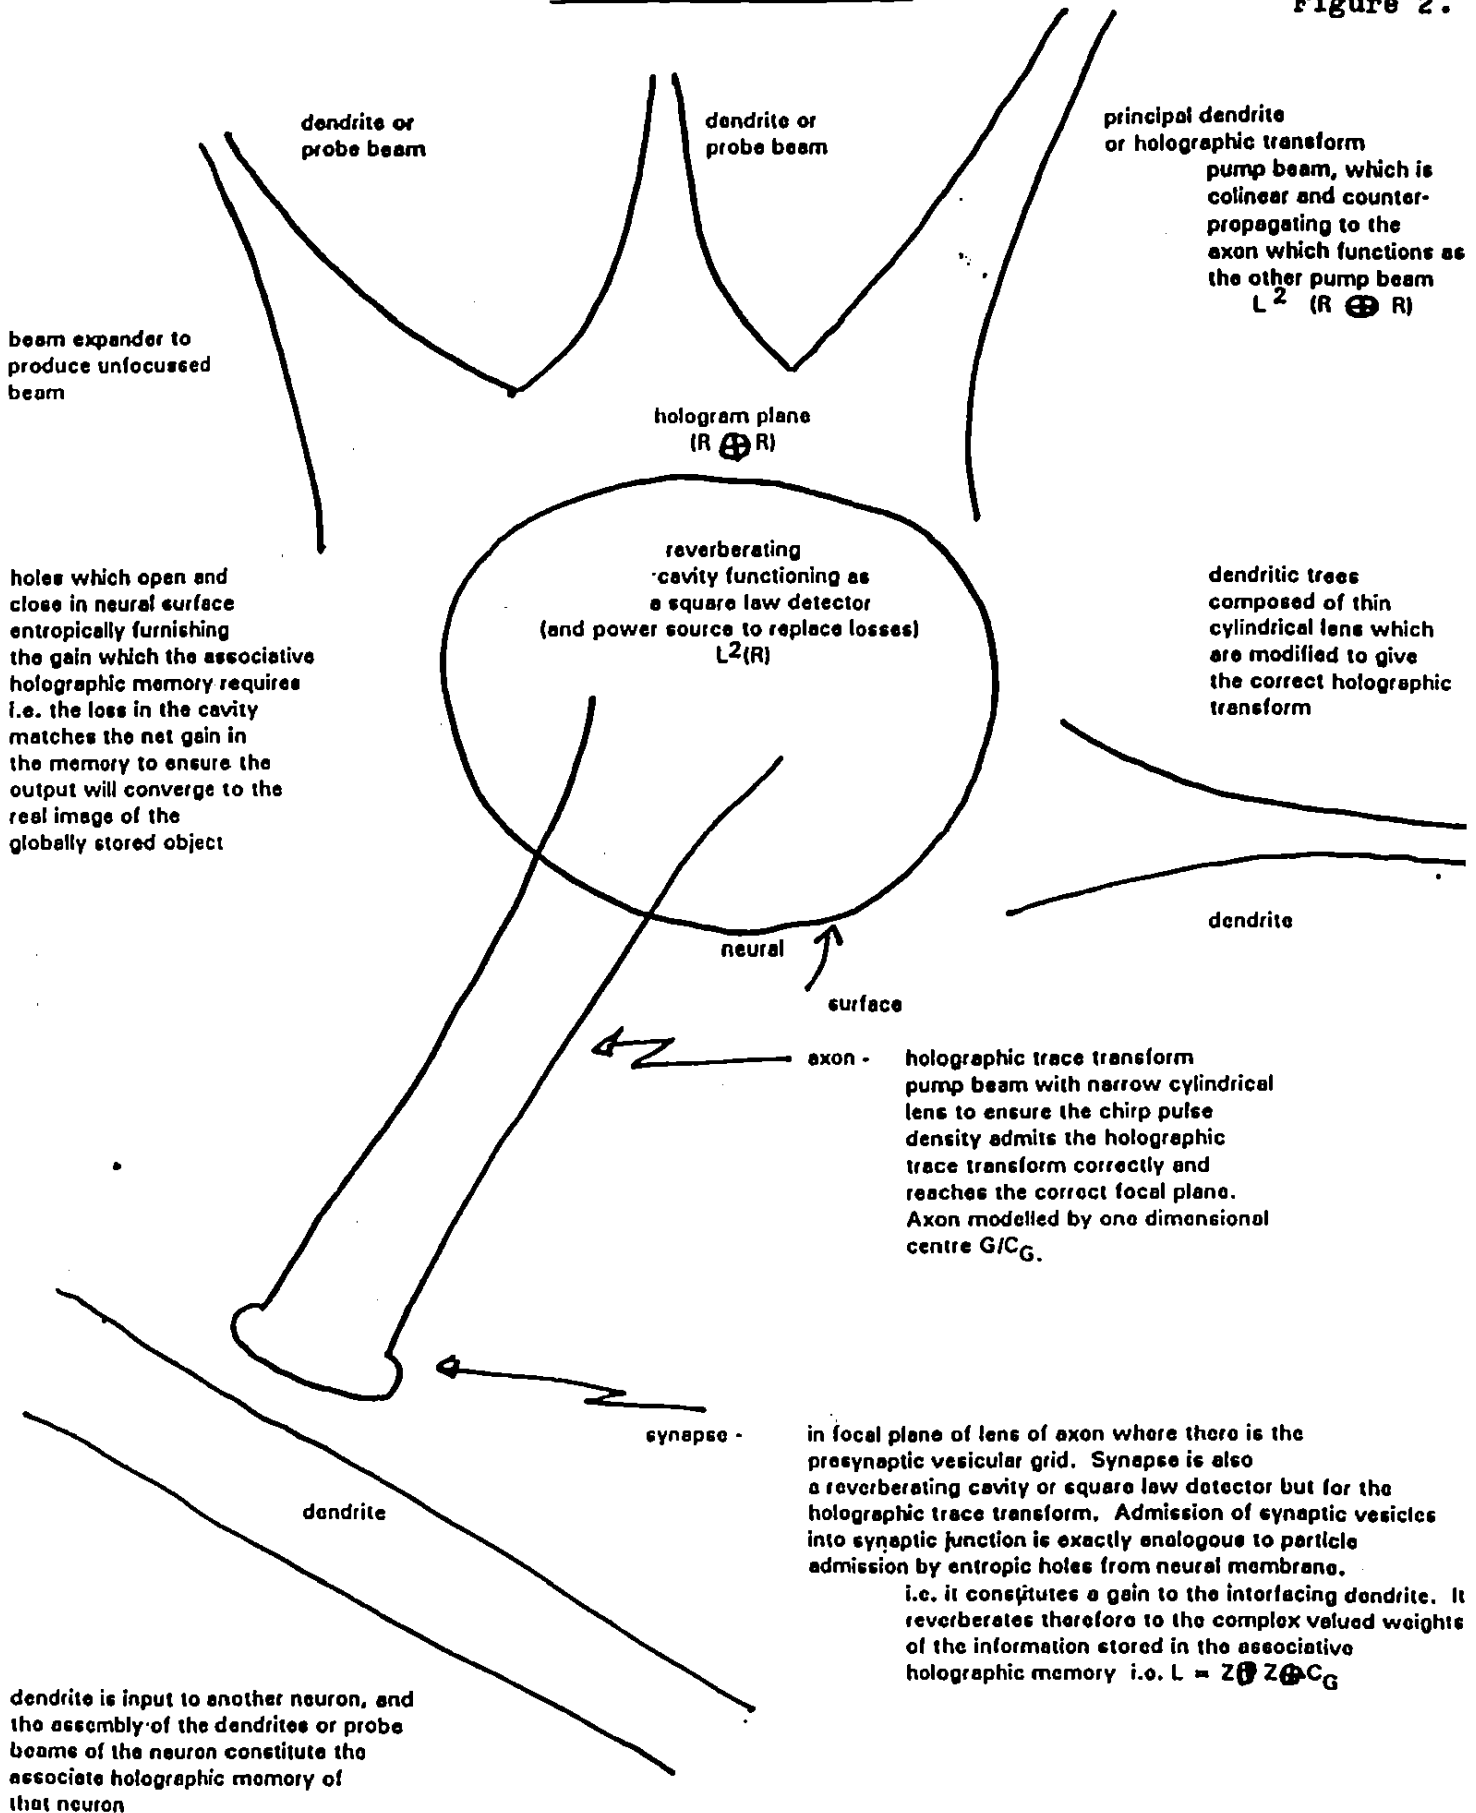 Figure 2.
dendrite or
probe beam
dendrite or
probe beam
principal dendrite
or holographic transform
pump beam, which is
colinear and counter-
propagating to the
axon which functions as
the other pump beam
L² (R ⊕ R)
beam expander to
produce unfocussed
beam
hologram plane
(R ⊕ R)
reverberating
cavity functioning as
a square law detector
(and power source to replace losses)
L²(R)
holes which open and
close in neural surface
entropically furnishing
the gain which the associative
holographic memory requires
i.e. the loss in the cavity
matches the net gain in
the memory to ensure the
output will converge to the
real image of the
globally stored object
dendritic trees
composed of thin
cylindrical lens which
are modified to give
the correct holographic
transform
dendrite
neural
surface
axon - holographic trace transform
pump beam with narrow cylindrical
lens to ensure the chirp pulse
density admits the holographic
trace transform correctly and
reaches the correct focal plane.
Axon modelled by one dimensional
centre G/C_G.
synapse - in focal plane of lens of axon where there is the
presynaptic vesicular grid. Synapse is also
a reverberating cavity or square law detector but for the
holographic trace transform. Admission of synaptic vesicles
into synaptic junction is exactly analogous to particle
admission by entropic holes from neural membrane.
i.e. it constitutes a gain to the interfacing dendrite. It
reverberates therefore to the complex valued weights
of the information stored in the associative
holographic memory i.e. L = Z ⊕ Z ⊕ C_G
dendrite
dendrite is input to another neuron, and
the assembly of the dendrites or probe
beams of the neuron constitute the
associate holographic memory of
that neuron